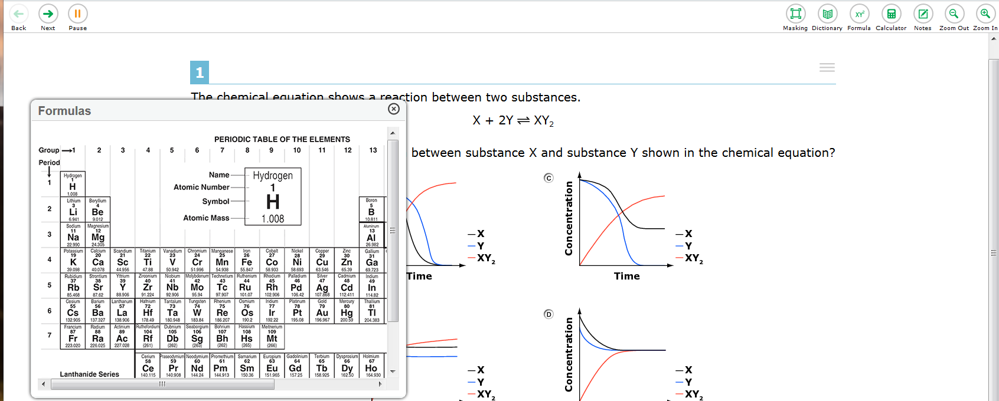 Back
Next
Pause
Masking
Dictionary
XY²
Formula
Calculator
Notes
Zoom Out
Zoom In
1
The chemical equation shows a reaction between two substances.
X + 2Y ⇌ XY₂
between substance X and substance Y shown in the chemical equation?
Formulas
PERIODIC TABLE OF THE ELEMENTS
Group →1 2 3 4 5 6 7 8 9 10 11 12 13
Period
Name Hydrogen
Atomic Number 1
Symbol H
Atomic Mass 1.008
1
Hydrogen
1
H
1.008
2
Lithium Beryllium Boron
3 4 5
Li Be B
6.941 9.012 10.811
3
Sodium Magnesium Aluminum
11 12 13
Na Mg Al
22.990 24.305 26.982
4
Potassium Calcium Scandium Titanium Vanadium Chromium Manganese Iron Cobalt Nickel Copper Zinc Gallium
19 20 21 22 23 24 25 26 27 28 29 30 31
K Ca Sc Ti V Cr Mn Fe Co Ni Cu Zn Ga
39.098 40.078 44.956 47.88 50.942 51.996 54.938 55.847 58.933 58.693 63.546 65.39 69.723
5
Rubidium Strontium Yttrium Zirconium Niobium Molybdenum Technetium Ruthenium Rhodium Palladium Silver Cadmium Indium
37 38 39 40 41 42 43 44 45 46 47 48 49
Rb Sr Y Zr Nb Mo Tc Ru Rh Pd Ag Cd In
85.468 87.62 88.906 91.224 92.906 95.94 97.907 101.07 102.906 106.42 107.868 112.411 114.82
6
Cesium Barium Lanthanum Hafnium Tantalum Tungsten Rhenium Osmium Iridium Platinum Gold Mercury Thallium
55 56 57 72 73 74 75 76 77 78 79 80 81
Cs Ba La Hf Ta W Re Os Ir Pt Au Hg Tl
132.905 137.327 138.906 178.49 180.948 183.84 186.207 190.2 192.22 195.08 196.967 200.59 204.383
7
Francium Radium Actinium Rutherfordium Dubnium Seaborgium Bohrium Hassium Meitnerium
87 88 89 104 105 106 107 108 109
Fr Ra Ac Rf Db Sg Bh Hs Mt
223.020 226.025 227.028 (261) (262) (263) (262) (265) (266)
Cerium Praseodymium Neodymium Promethium Samarium Europium Gadolinium Terbium Dysprosium Holmium
58 59 60 61 62 63 64 65 66 67
Ce Pr Nd Pm Sm Eu Gd Tb Dy Ho
140.115 140.908 144.24 144.913 150.36 151.965 157.25 158.925 162.50 164.930
Lanthanide Series
X
Y
XY₂
Time
C
Concentration
X
Y
XY₂
Time
X
Y
XY₂
D
Concentration
X
Y
XY₂